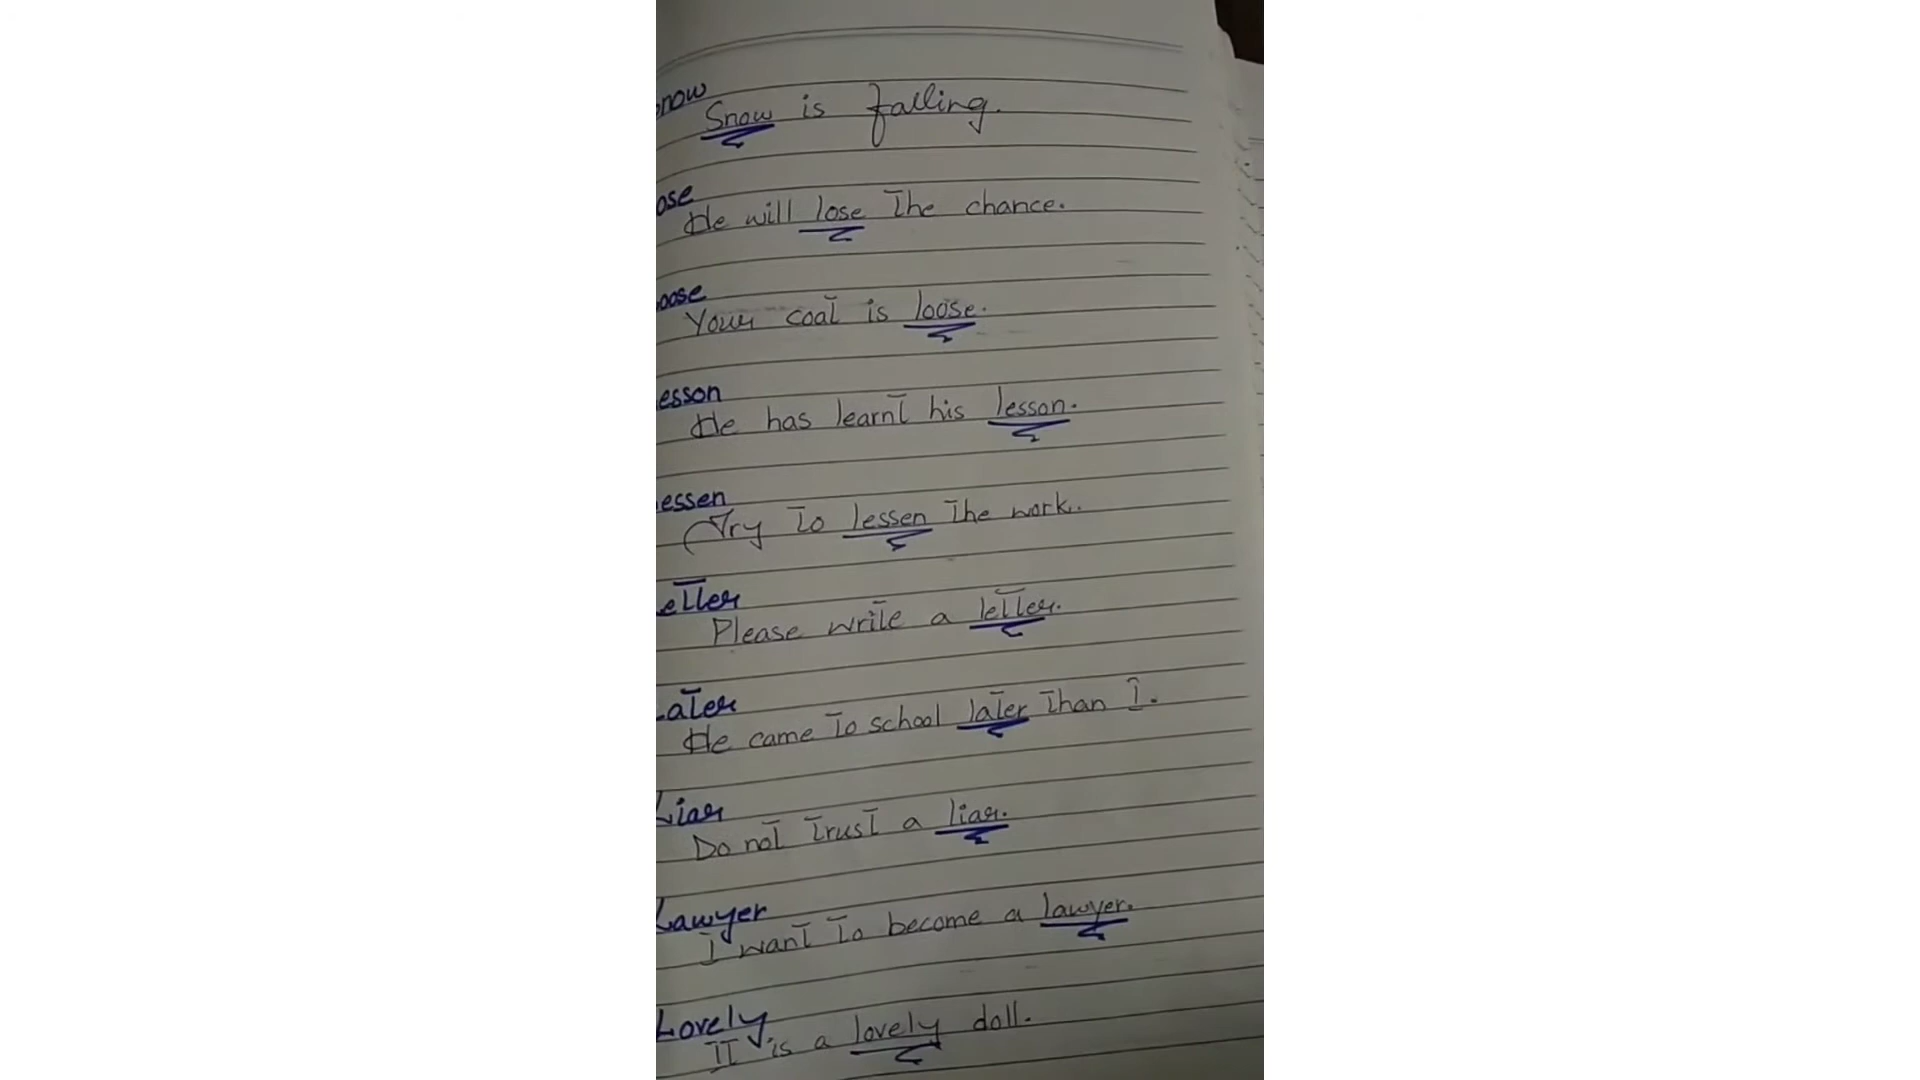 now
Snow is falling.
ose
He will lose the chance.
oose
Your coat is loose.
esson
He has learnt his lesson.
essen
Try to lessen the work.
etter
Please write a letter.
Later
He came to school later than I.
Liar
Do not trust a liar.
Lawyer
I want to become a lawyer.
Lovely
It is a lovely doll.